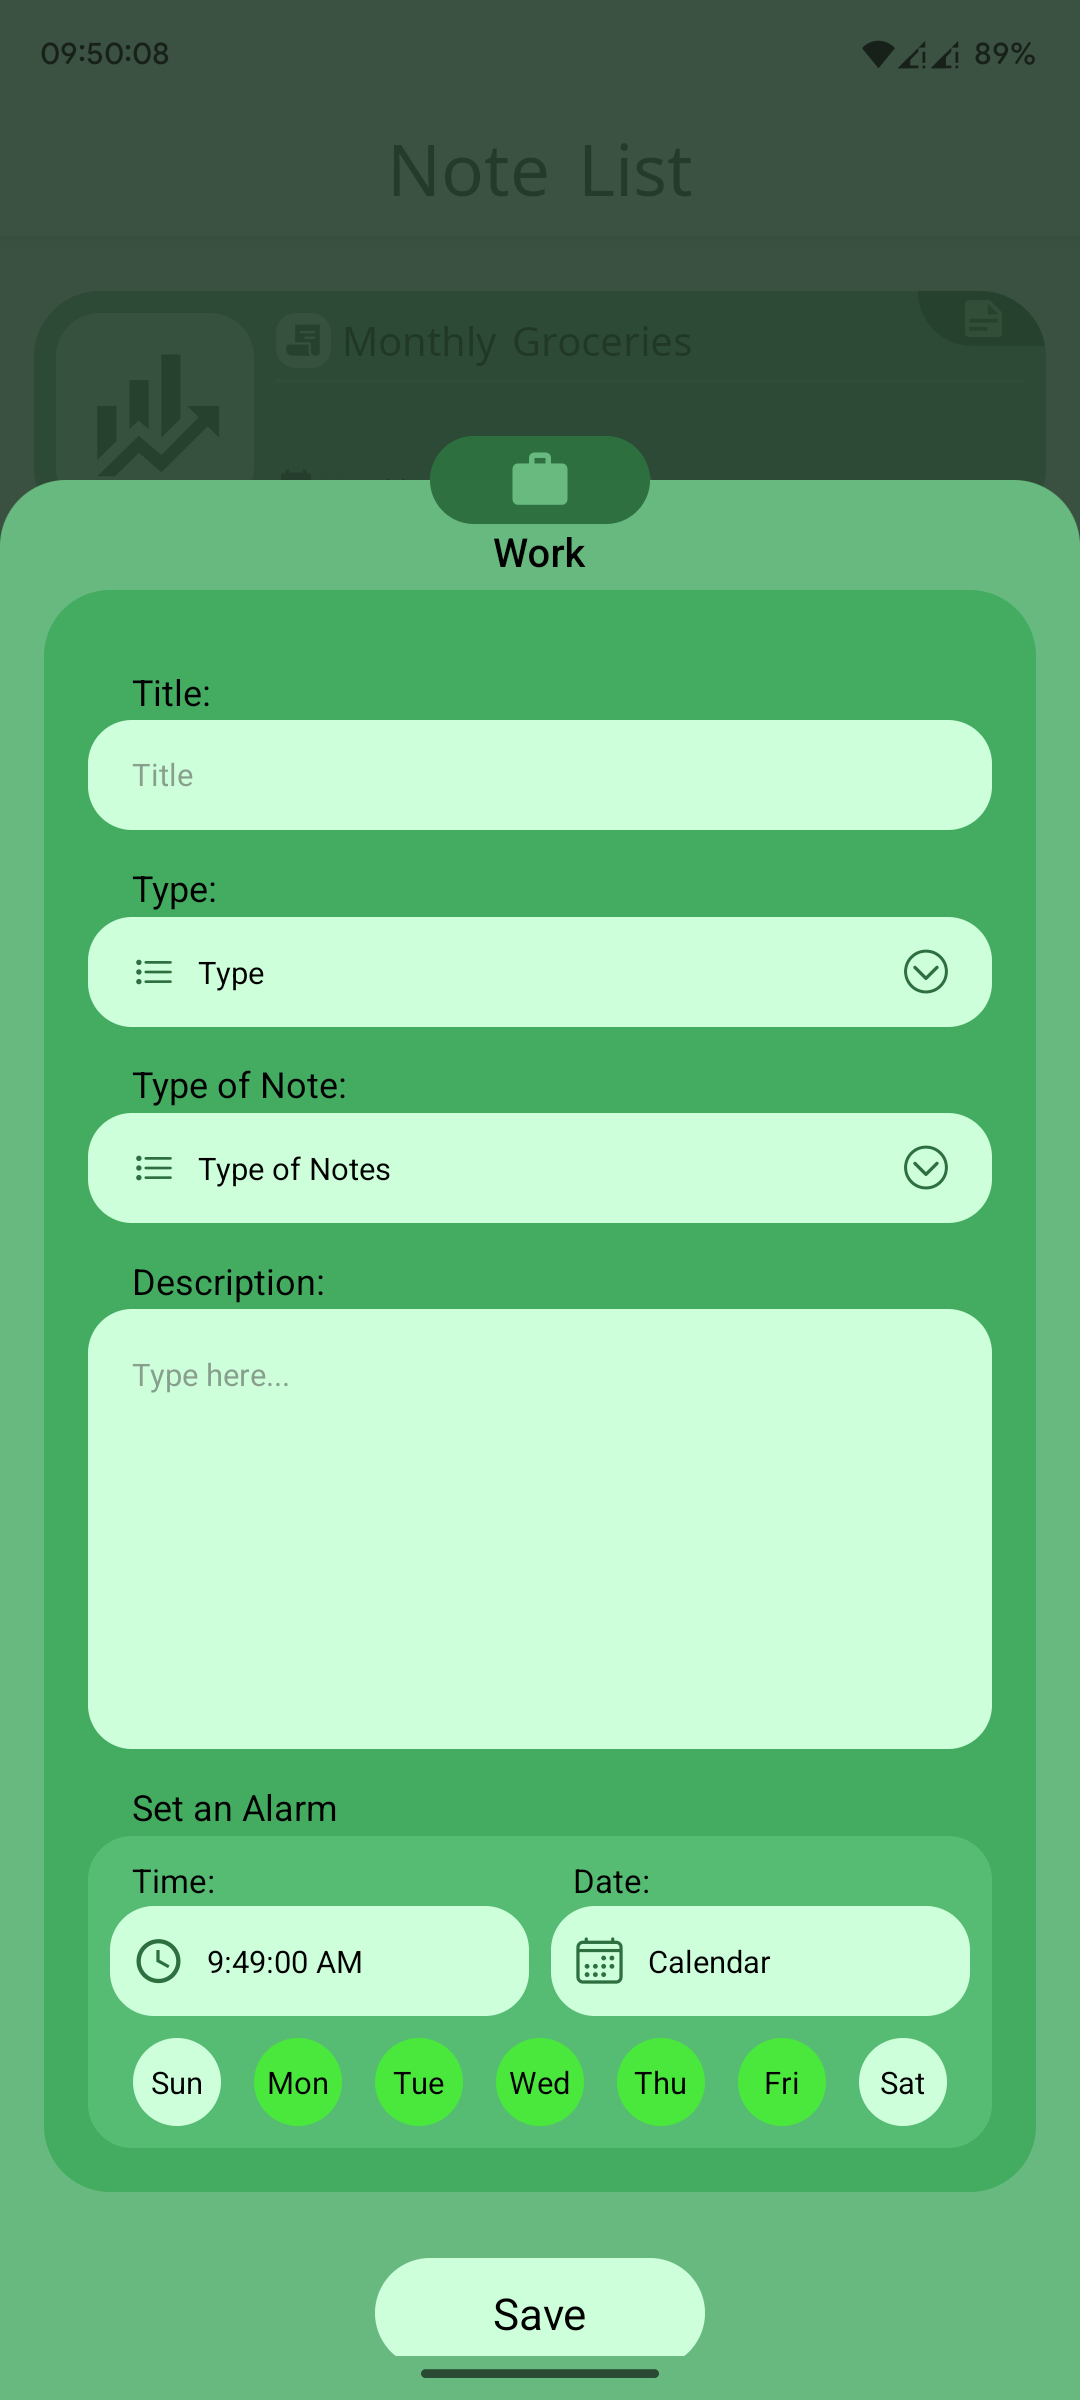 09:50:08
89%
Note List
Monthly Groceries
Work
Title:
Title
Type:
Type
Type of Note:
Type of Notes
Description:
Type here...
Set an Alarm
Time:
Date:
9:49:00 AM
Calendar
Sun Mon Tue Wed Thu Fri Sat
Save